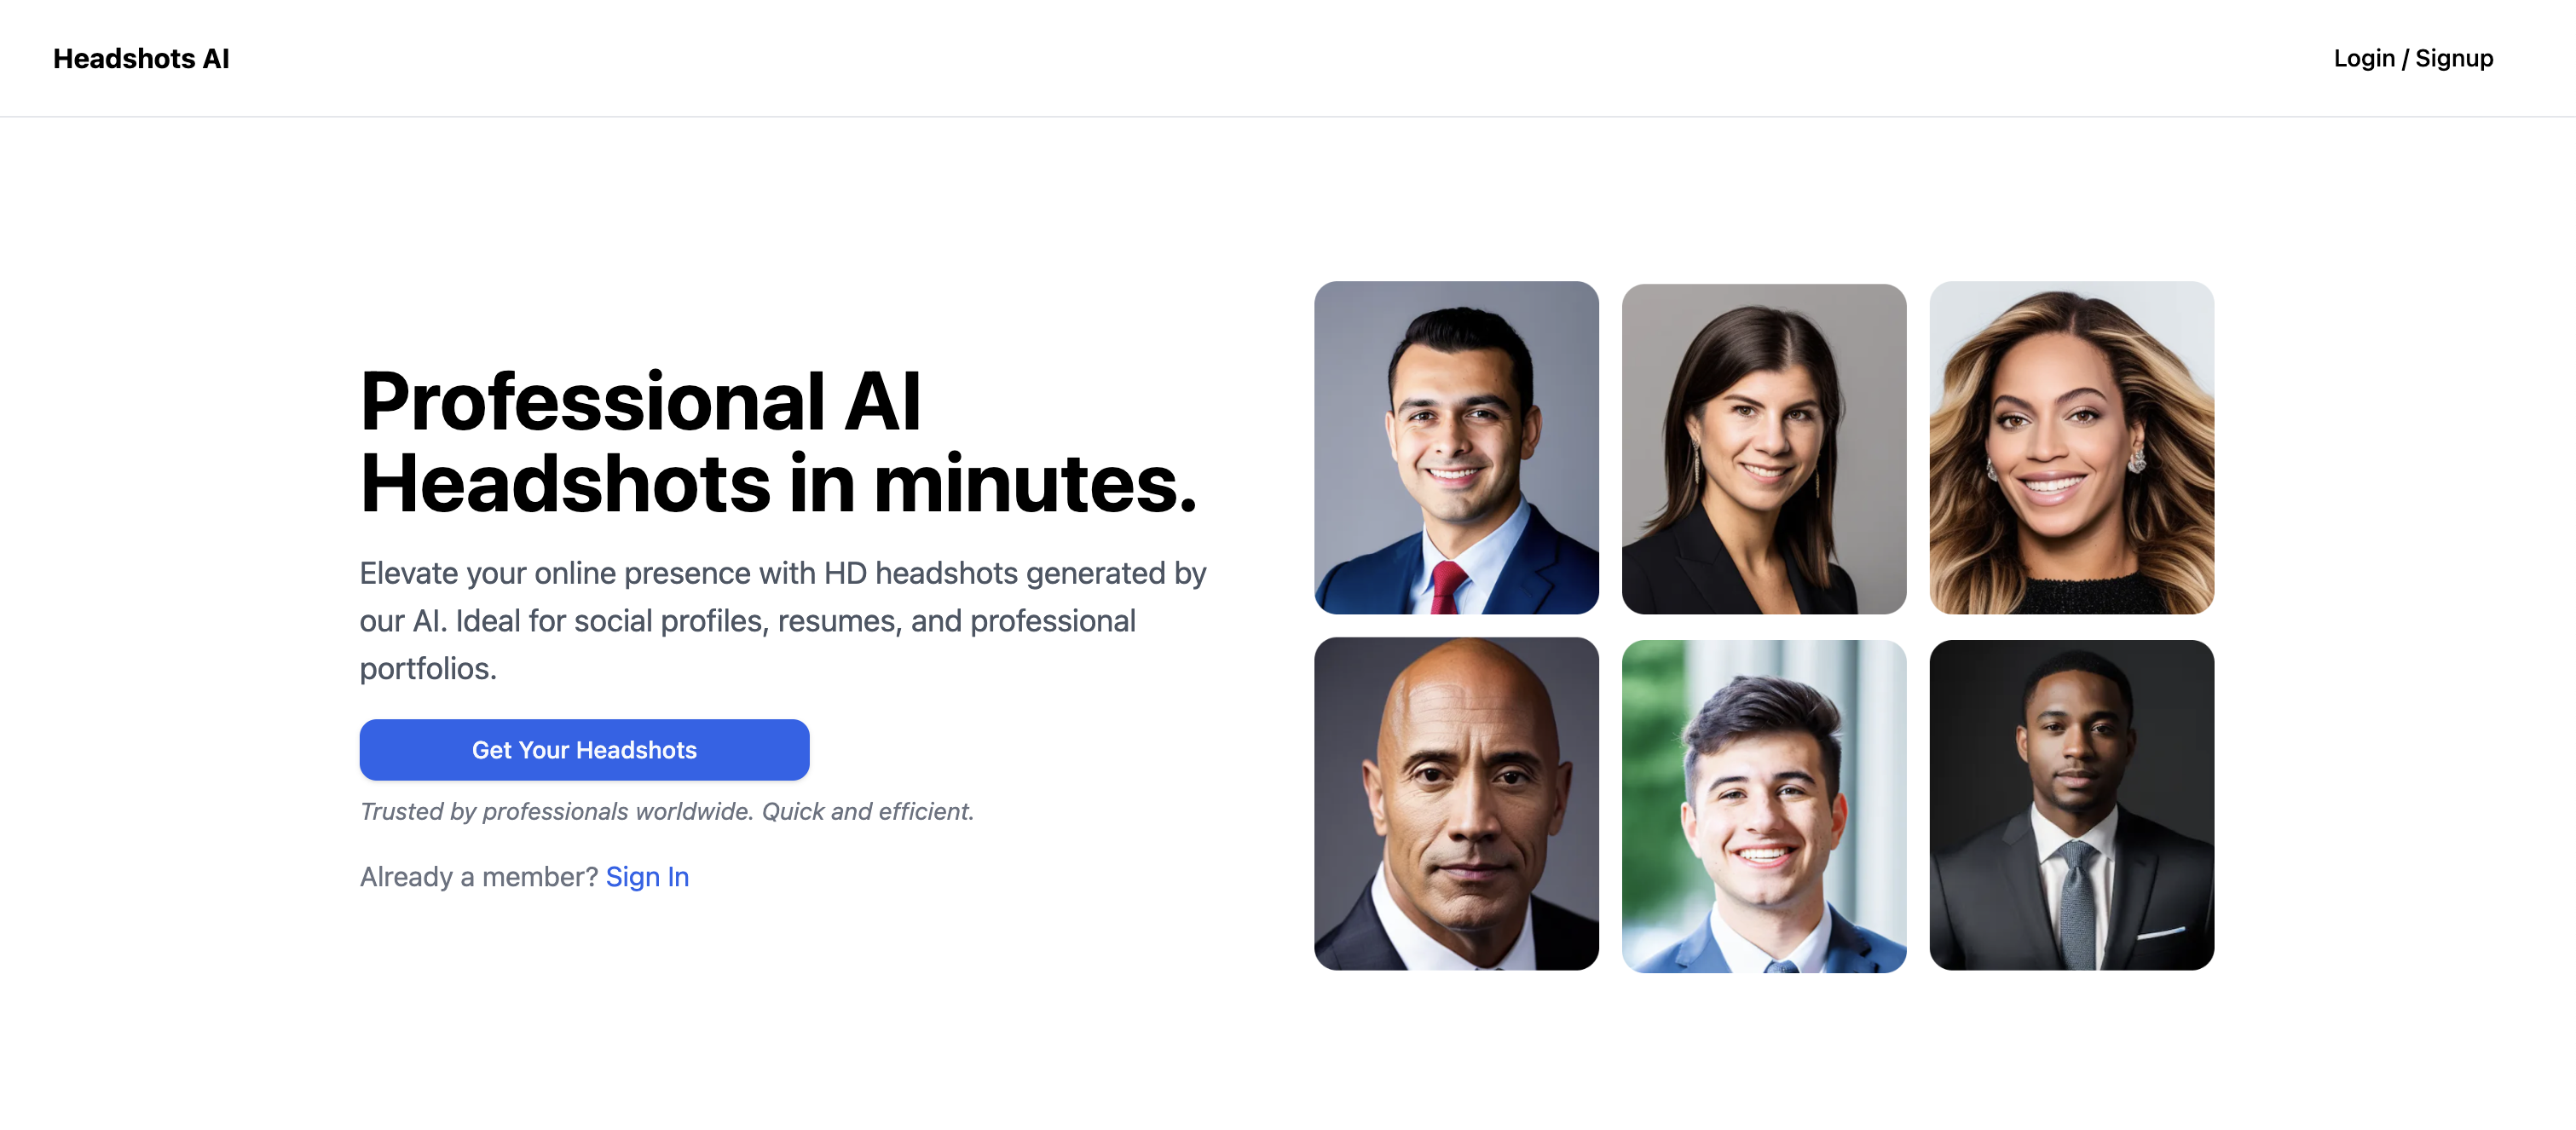 Headshots AI
Login / Signup
Professional AI
Headshots in minutes.
Elevate your online presence with HD headshots generated by
our AI. Ideal for social profiles, resumes, and professional
portfolios.
Get Your Headshots
Trusted by professionals worldwide. Quick and efficient.
Already a member? Sign In